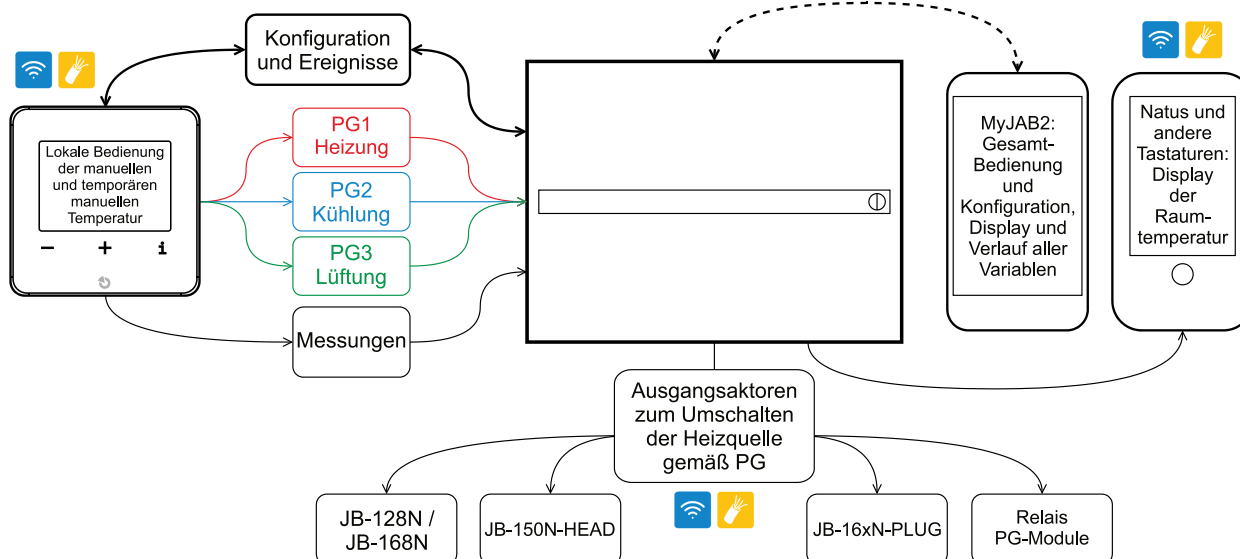 Konfiguration
und Ereignisse
Lokale Bedienung
der manuellen
und temporären
manuellen
Temperatur
− + i
PG1
Heizung
PG2
Kühlung
PG3
Lüftung
Messungen
MyJAB2:
Gesamt-
Bedienung
und
Konfiguration,
Display und
Verlauf aller
Variablen
Natus und
andere
Tastaturen:
Display
der
Raum-
temperatur
Ausgangsaktoren
zum Umschalten
der Heizquelle
gemäß PG
JB-128N /
JB-168N
JB-150N-HEAD
JB-16xN-PLUG
Relais
PG-Module